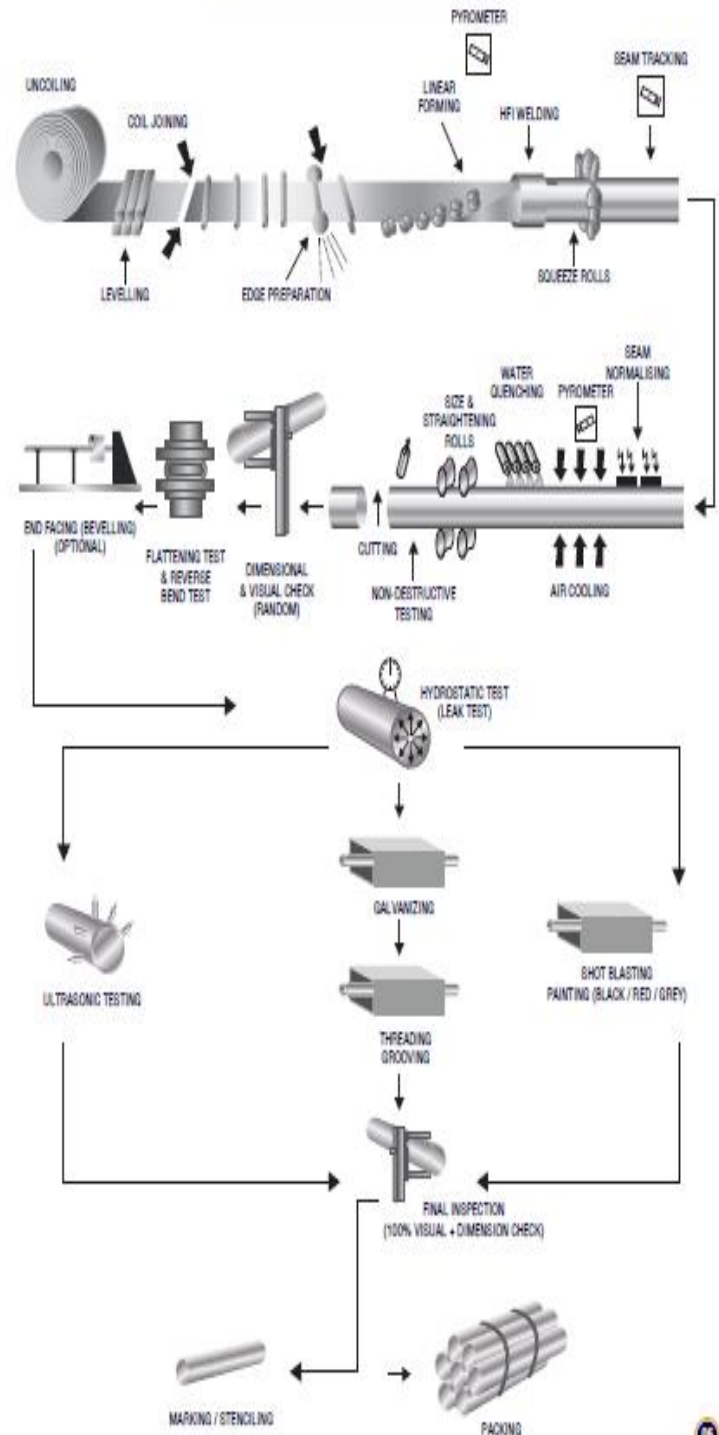 PYROMETER
UNCOILING
LINEAR
FORMING
SEAM TRACKING
COIL JOINING
HFI WELDING
LEVELLING
EDGE PREPARATION
SQUEEZE ROLLS
SEAM
NORMALISING
WATER
QUENCHING
PYROMETER
SIZE &
STRAIGHTENING
ROLLS
END FACING (BEVELLING)
(OPTIONAL)
FLATTENING TEST
& REVERSE
BEND TEST
DIMENSIONAL
& VISUAL CHECK
(RANDOM)
CUTTING
NON-DESTRUCTIVE
TESTING
AIR COOLING
HYDROSTATIC TEST
(LEAK TEST)
GALVANIZING
ULTRASONIC TESTING
SHOT BLASTING
PAINTING (BLACK / RED / GREY)
THREADING
GROOVING
FINAL INSPECTION
(100% VISUAL + DIMENSION CHECK)
MARKING / STENCILING
PACKING